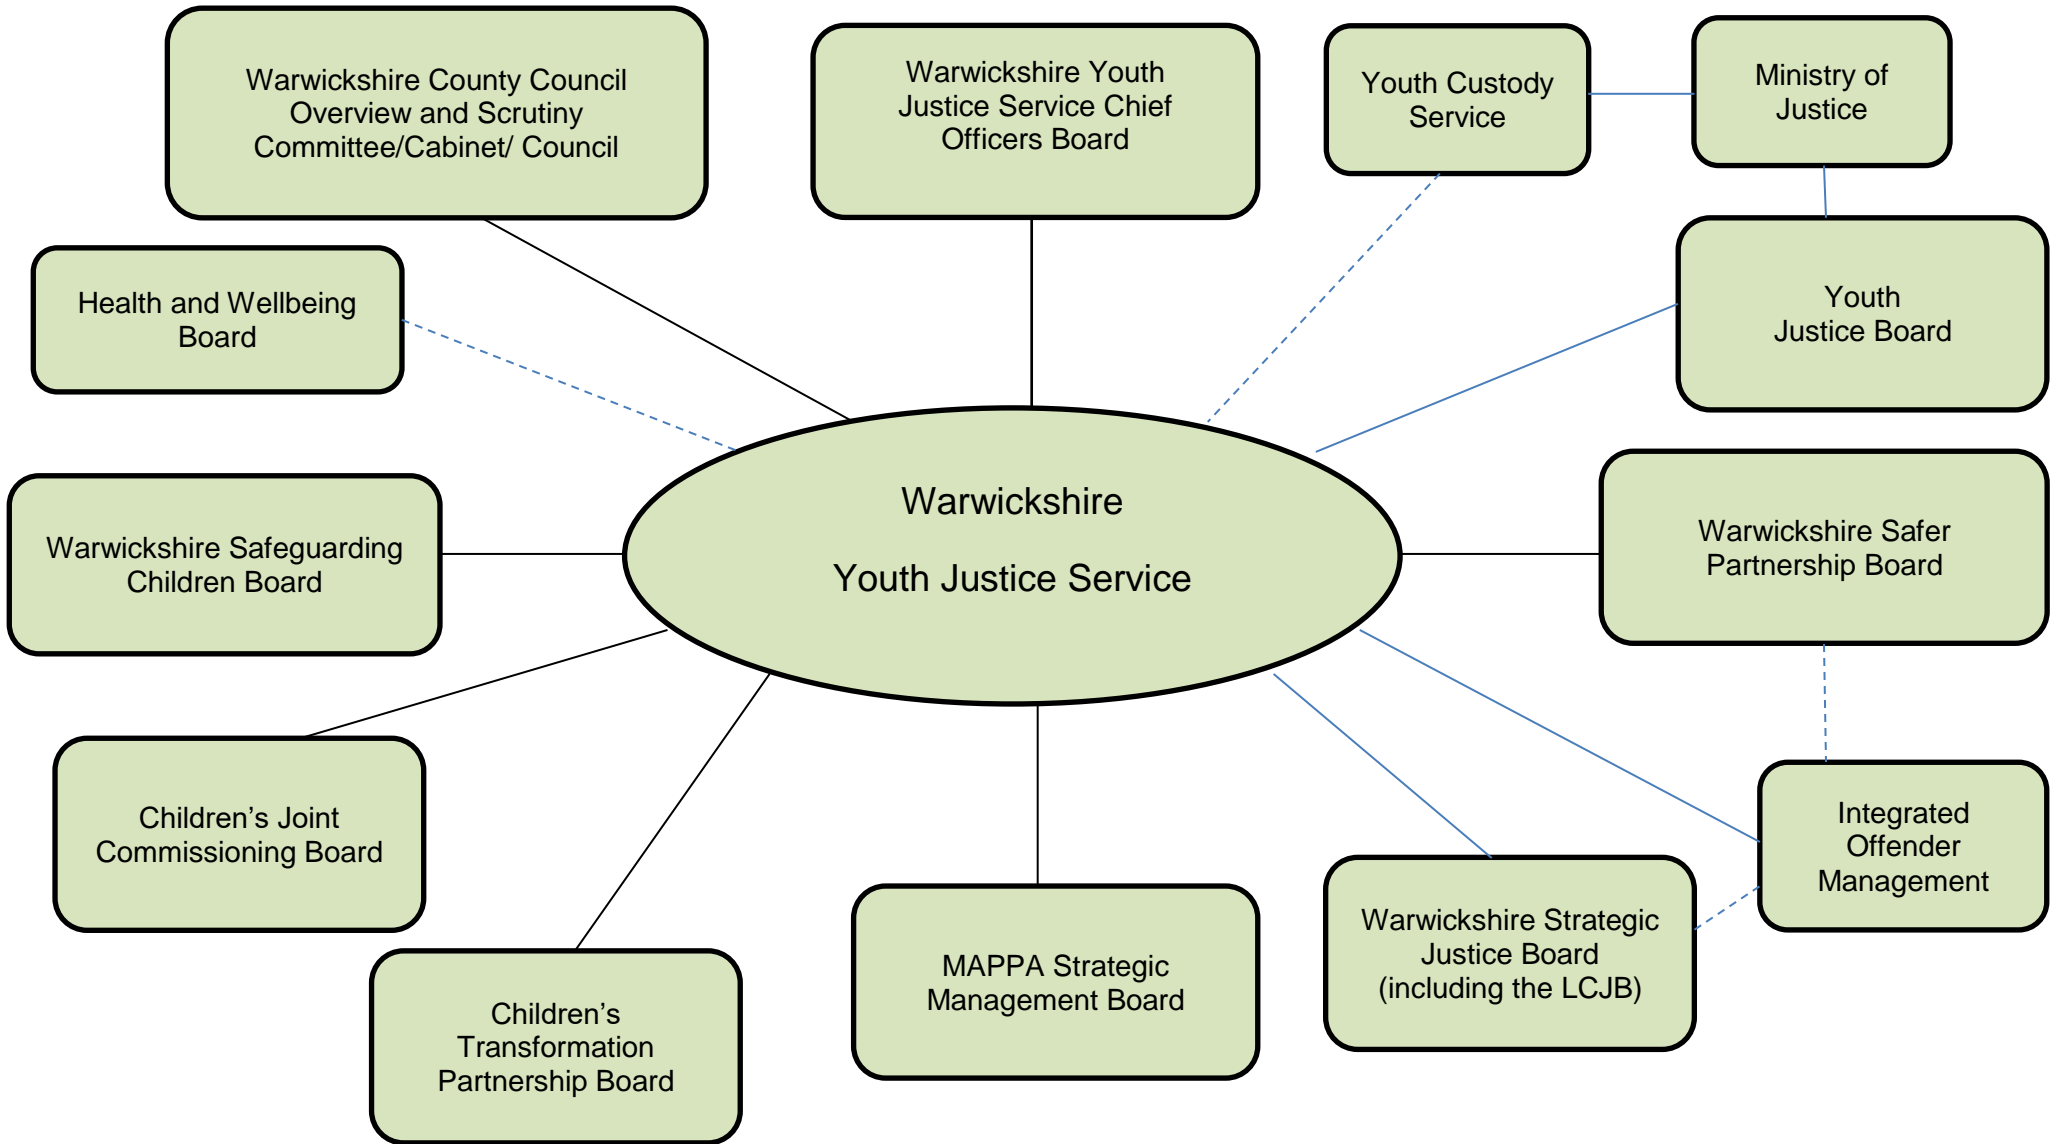 Warwickshire County Council
Overview and Scrutiny
Committee/Cabinet/ Council
Warwickshire Youth
Justice Service Chief
Officers Board
Youth Custody
Service
Ministry of
Justice
Health and Wellbeing
Board
Youth
Justice Board
Warwickshire
Youth Justice Service
Warwickshire Safeguarding
Children Board
Warwickshire Safer
Partnership Board
Children’s Joint
Commissioning Board
Integrated
Offender
Management
Warwickshire Strategic
Justice Board
(including the LCJB)
MAPPA Strategic
Management Board
Children’s
Transformation
Partnership Board